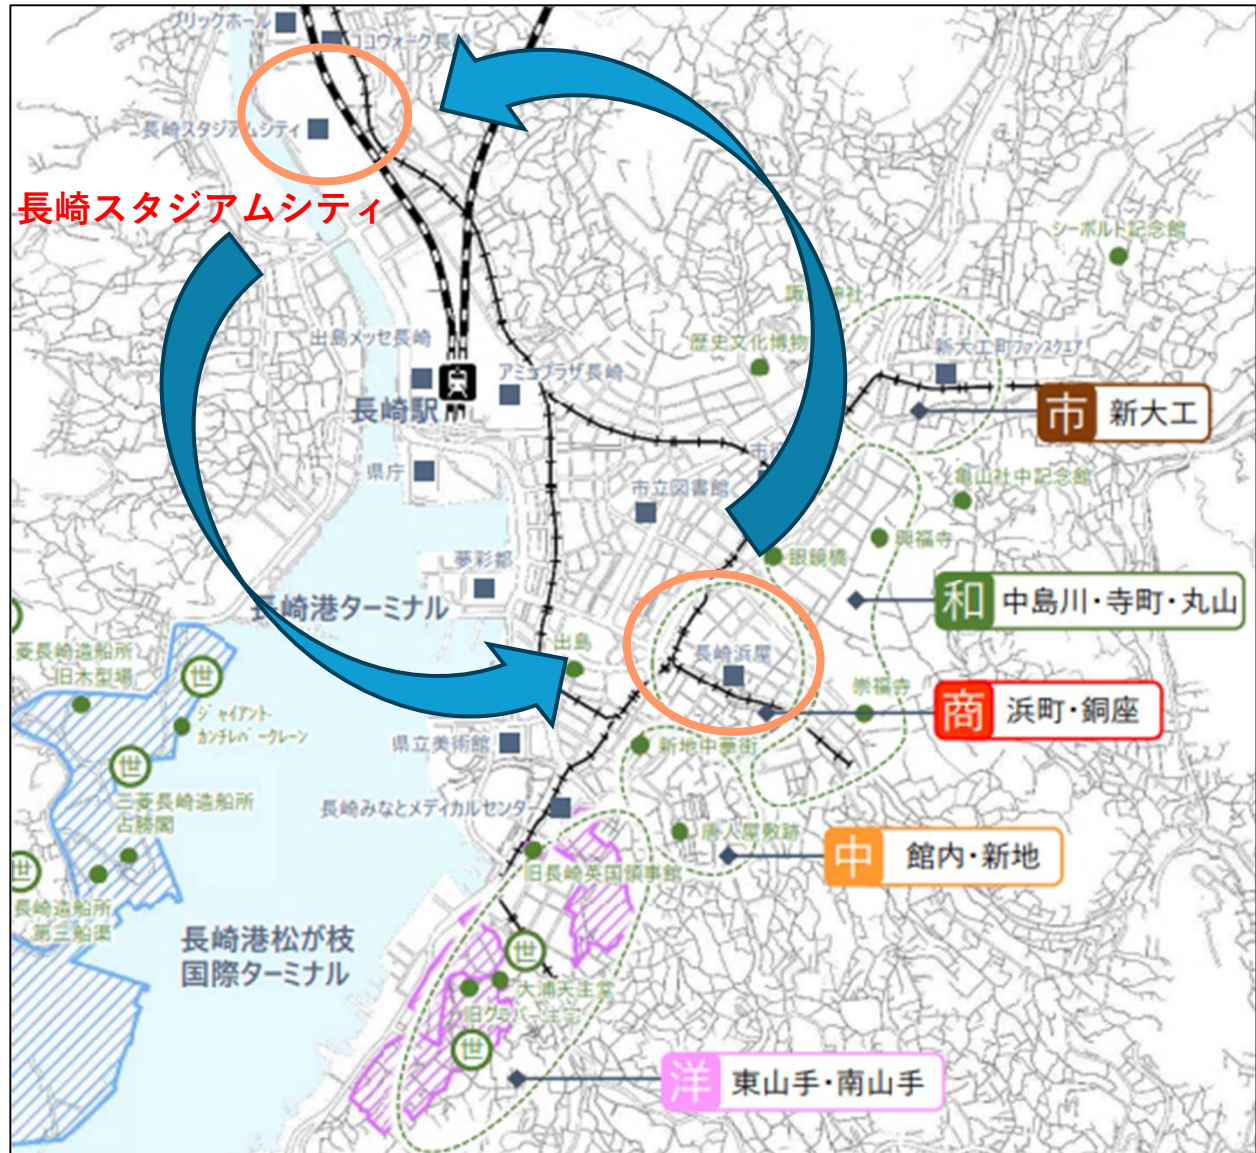 ブリックホール
ココウォーク長崎
長崎スタジアムシティ
長崎スタジアムシティ
シーボルト記念館
出島メッセ長崎
歴史文化博物
新大工町ファンスクエア
アミュプラザ長崎
長崎駅
市 新大工
県庁
市立図書館
亀山社中記念館
興福寺
眼鏡橋
夢彩都
和 中島川・寺町・丸山
長崎港ターミナル
出島
長崎浜屋
菱長崎造船所
旧木型場
世
崇福寺
商 浜町・銅座
ジャイアント・
カンチレバークレーン
県立美術館
新地中華街
世
三菱長崎造船所
占勝閣
長崎みなとメディカルセンター
唐人屋敷跡
中 館内・新地
世
旧長崎英国領事館
長崎造船所
第三船渠
長崎港松が枝
国際ターミナル
世
大浦天主堂
旧グラバー住宅
世
洋 東山手・南山手